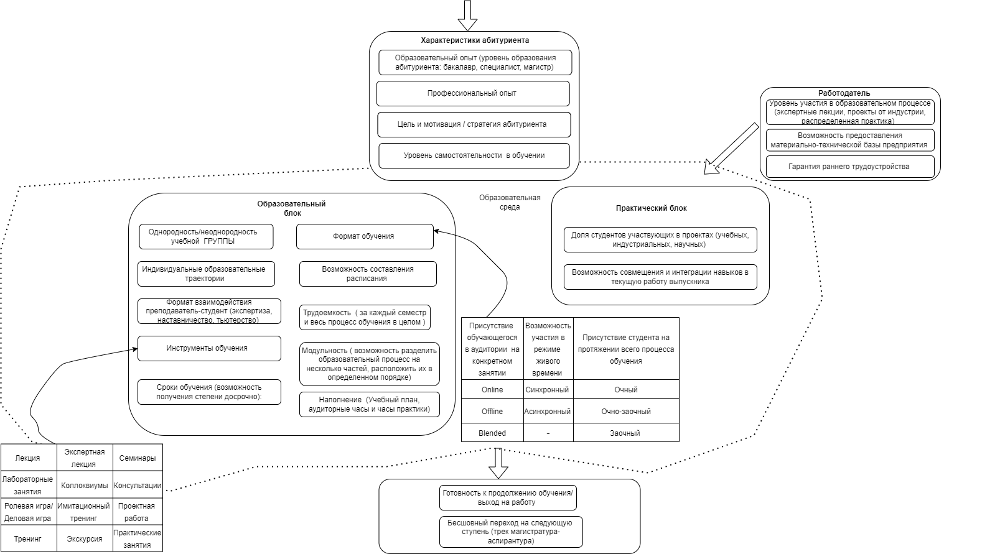 Характеристики абитуриента
Образовательный опыт (уровень образования
абитуриента: бакалавр, специалист, магистр)
Профессиональный опыт
Цель и мотивация / стратегия абитуриента
Уровень самостоятельности в обучении
Работодатель
Уровень участия в образовательном процессе
(экспертные лекции, проекты от индустрии,
распределенная практика)
Возможность предоставления
материально-технической базы предприятия
Гарантия раннего трудоустройства
Образовательная
среда
Образовательный
блок
Однородность/неоднородность
учебной ГРУППЫ
Индивидуальные образовательные
траектории
Формат взаимодействия
преподаватель-студент (экспертиза,
наставничество, тьютерство)
Инструменты обучения
Сроки обучения (возможность
получения степени досрочно):
Формат обучения
Возможность составления
расписания
Трудоемкость ( за каждый семестр
и весь процесс обучения в целом )
Модульность ( возможность разделить
образовательный процесс на
несколько частей, расположить их в
определенном порядке)
Наполнение (Учебный план,
аудиторные часы и часы практики)
Практический блок
Доля студентов участвующих в проектах (учебных,
индустриальных, научных)
Возможность совмещения и интеграции навыков в
текущую работу выпускника
Присутствие
обучающегося
в аудитории на
конкретном
занятии
Возможность
участия в
режиме
живого
времени
Присутствие студента на
протяжении всего процесса
обучения
Online
Синхронный
Очный
Offline
Асинхронный
Очно-заочный
Blended
-
Заочный
Лекция
Экспертная
лекция
Семинары
Лабораторные
занятия
Коллоквиумы
Консультации
Ролевая игра/
Деловая игра
Имитационный
тренинг
Проектная
работа
Тренинг
Экскурсия
Практические
занятия
Готовность к продолжению обучения/
выход на работу
Бесшовный переход на следующую
ступень (трек магистратура-
аспирантура)